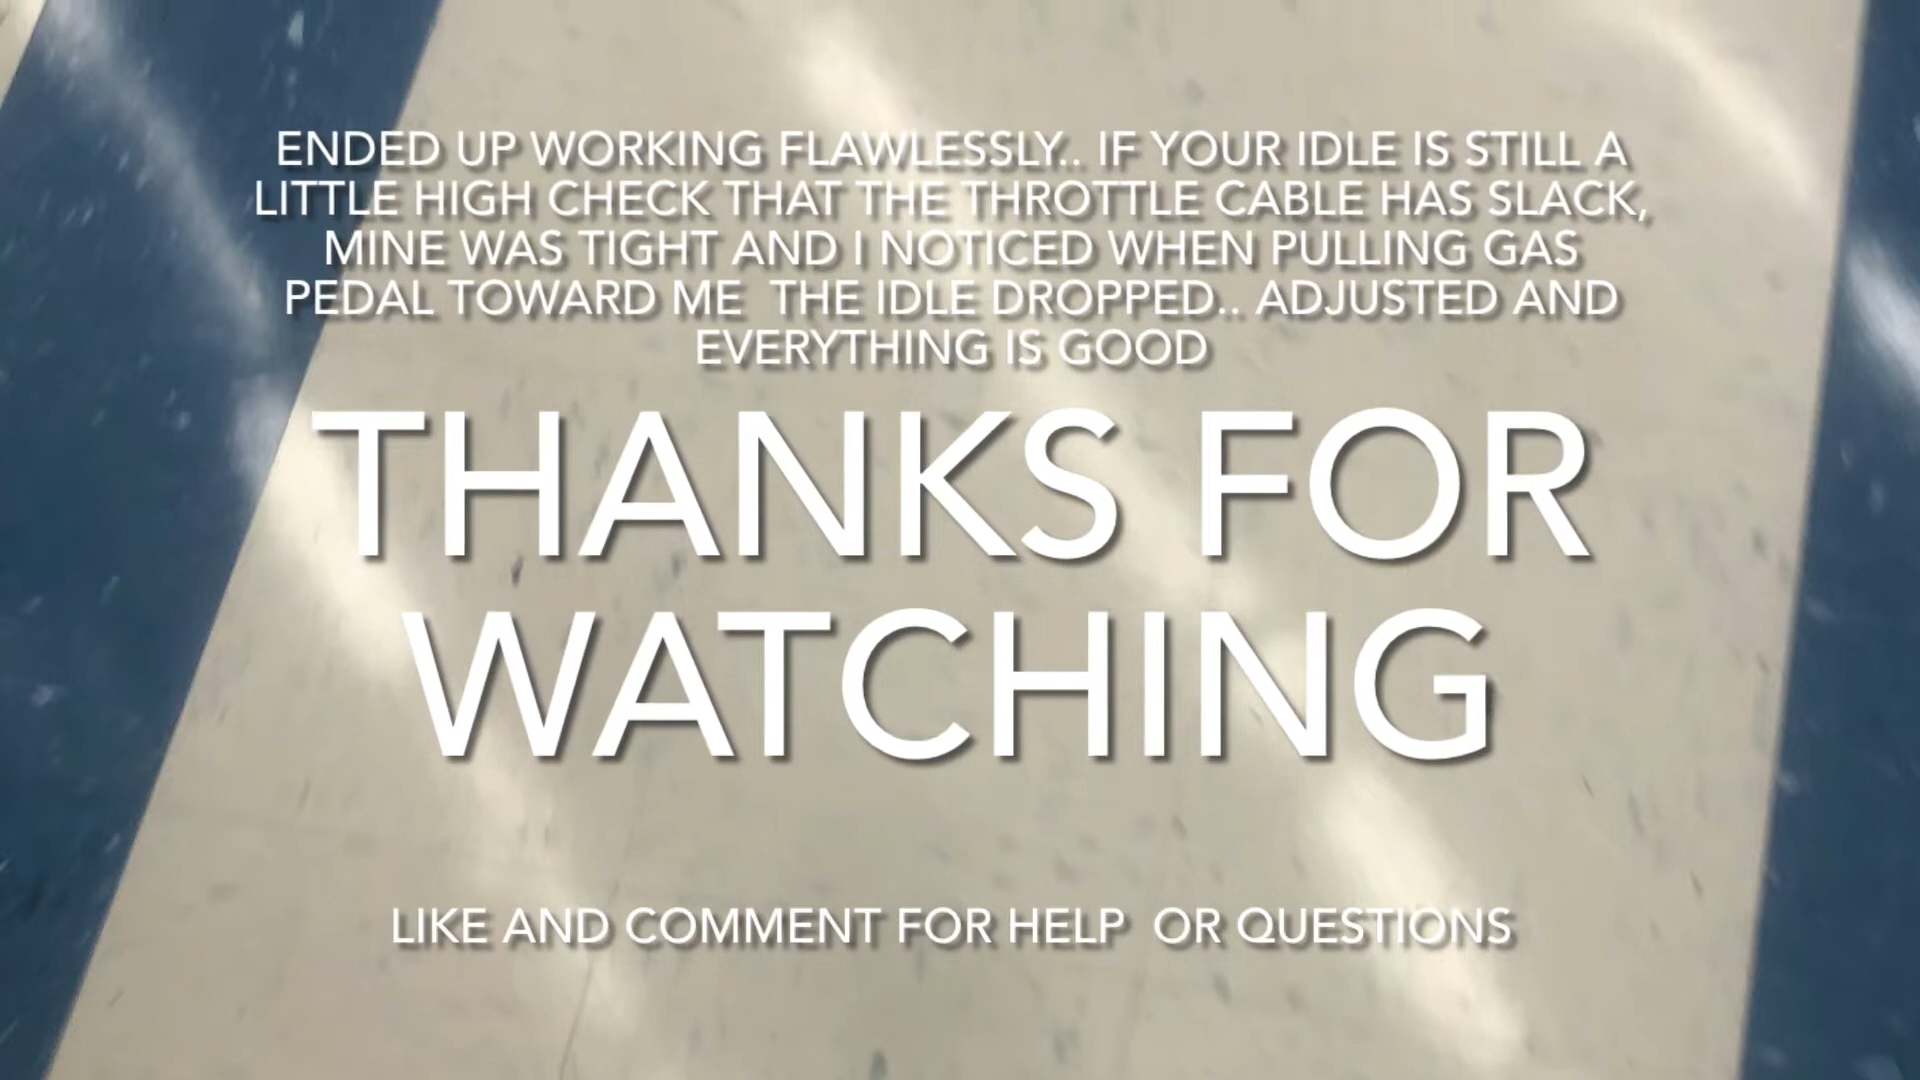 ENDED UP WORKING FLAWLESSLY.. IF YOUR IDLE IS STILL A
LITTLE HIGH CHECK THAT THE THROTTLE CABLE HAS SLACK,
MINE WAS TIGHT AND I NOTICED WHEN PULLING GAS
PEDAL TOWARD ME  THE IDLE DROPPED.. ADJUSTED AND
EVERYTHING IS GOOD
THANKS FOR
WATCHING
LIKE AND COMMENT FOR HELP  OR QUESTIONS